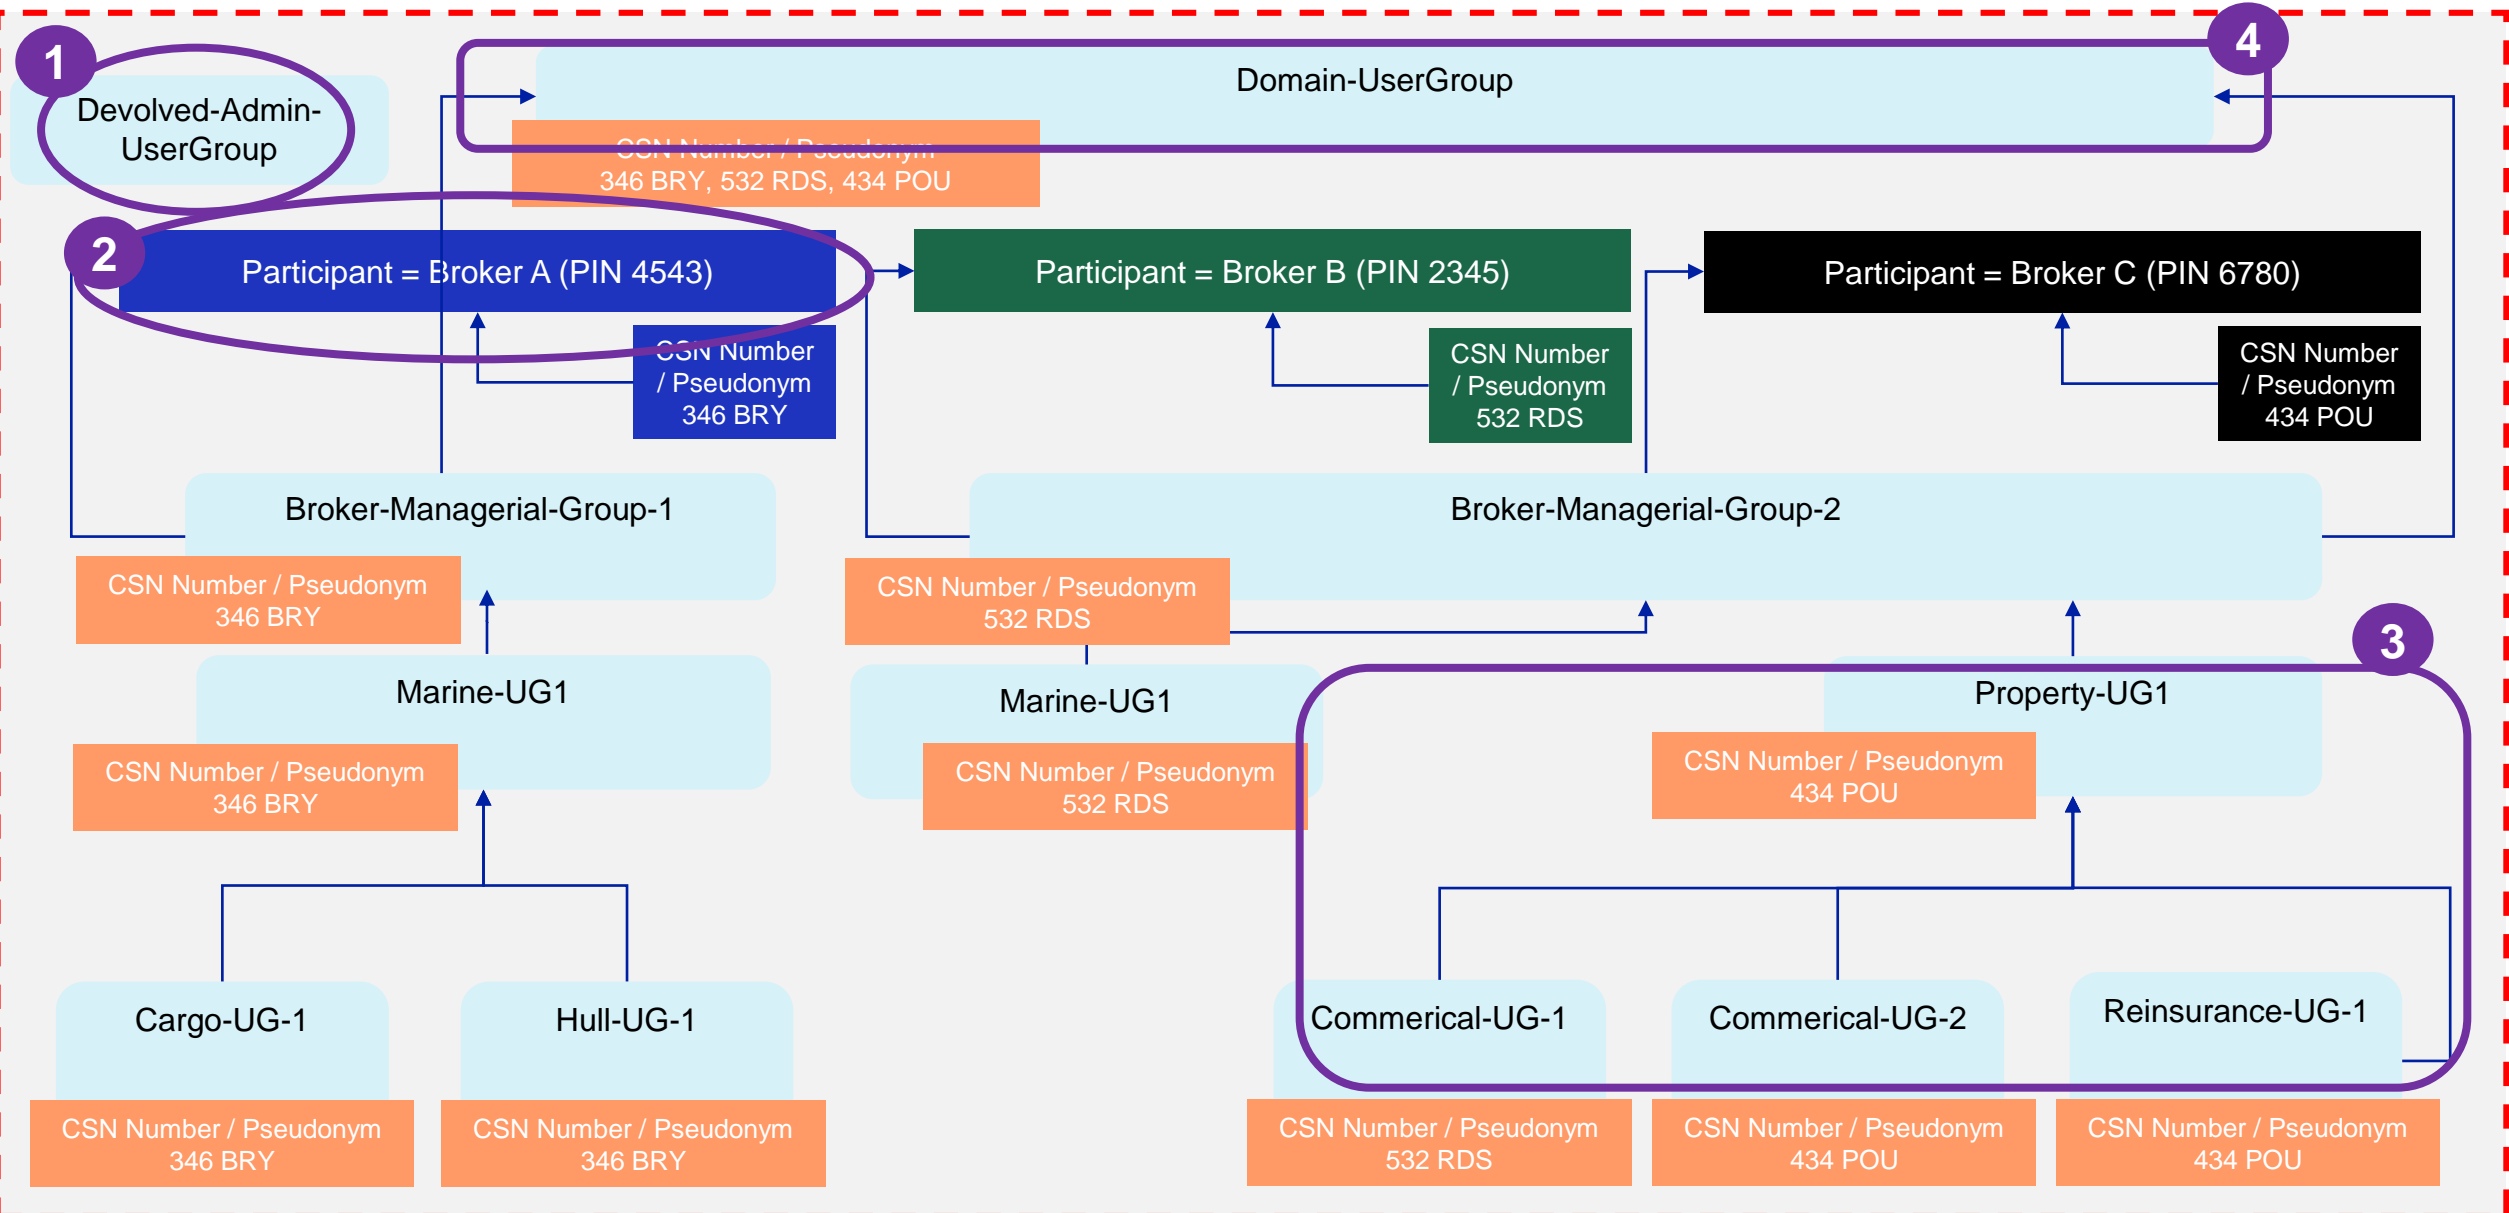 1
4
Devolved-Admin-
UserGroup
Domain-UserGroup
CSN Number / Pseudonym
346 BRY, 532 RDS, 434 POU
2
Participant = Broker A (PIN 4543)
Participant = Broker B (PIN 2345)
Participant = Broker C (PIN 6780)
CSN Number
/ Pseudonym
346 BRY
CSN Number
/ Pseudonym
532 RDS
CSN Number
/ Pseudonym
434 POU
Broker-Managerial-Group-1
Broker-Managerial-Group-2
CSN Number / Pseudonym
346 BRY
CSN Number / Pseudonym
532 RDS
3
Marine-UG1
Marine-UG1
Property-UG1
CSN Number / Pseudonym
346 BRY
CSN Number / Pseudonym
532 RDS
CSN Number / Pseudonym
434 POU
Cargo-UG-1
Hull-UG-1
Commerical-UG-1
Commerical-UG-2
Reinsurance-UG-1
CSN Number / Pseudonym
346 BRY
CSN Number / Pseudonym
346 BRY
CSN Number / Pseudonym
532 RDS
CSN Number / Pseudonym
434 POU
CSN Number / Pseudonym
434 POU